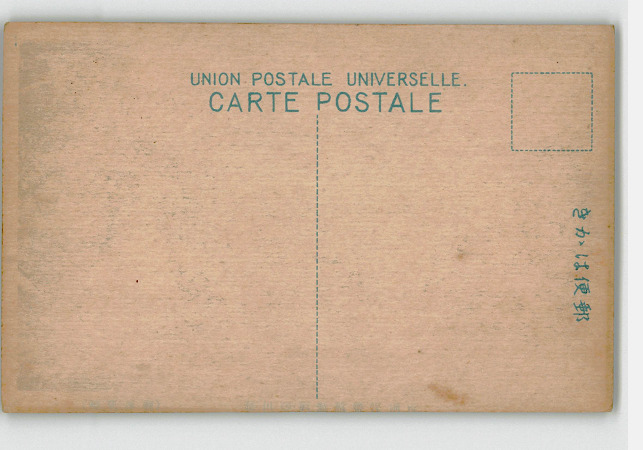 UNION POSTALE UNIVERSELLE.
CARTE POSTALE
きかは便郵